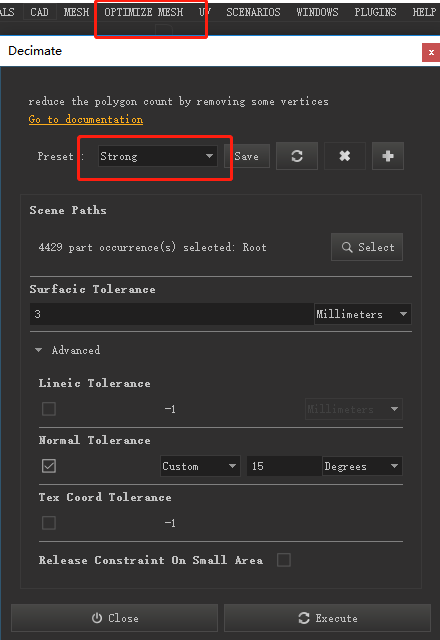 ALS CAD MESH OPTIMIZE MESH UV SCENARIOS WINDOWS PLUGINS HELP
Decimate x
reduce the polygon count by removing some vertices
Go to documentation
Preset : Strong Save
Scene Paths
4429 part occurrence(s) selected: Root Select
Surfacic Tolerance
3 Millimeters
Advanced
Lineic Tolerance
-1 Millimeters
Normal Tolerance
Custom 15 Degrees
Tex Coord Tolerance
-1
Release Constraint On Small Area
Close Execute